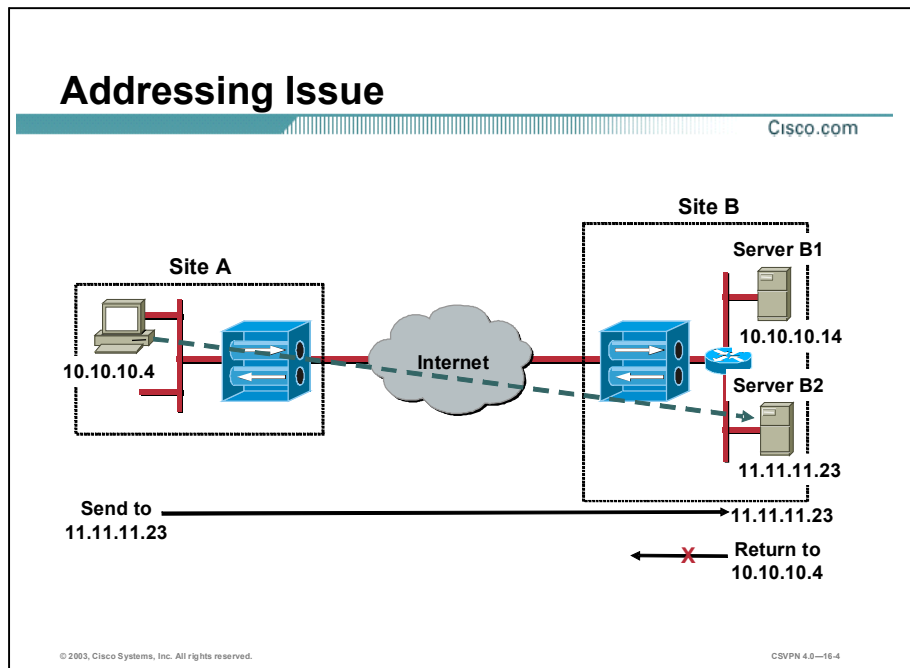 Addressing Issue
Cisco.com
Site B
Server B1
Site A
10.10.10.14
10.10.10.4
Internet
Server B2
11.11.11.23
Send to
11.11.11.23
11.11.11.23
X
Return to
10.10.10.4
© 2003, Cisco Systems, Inc. All rights reserved.
CSVPN 4.0—16-4